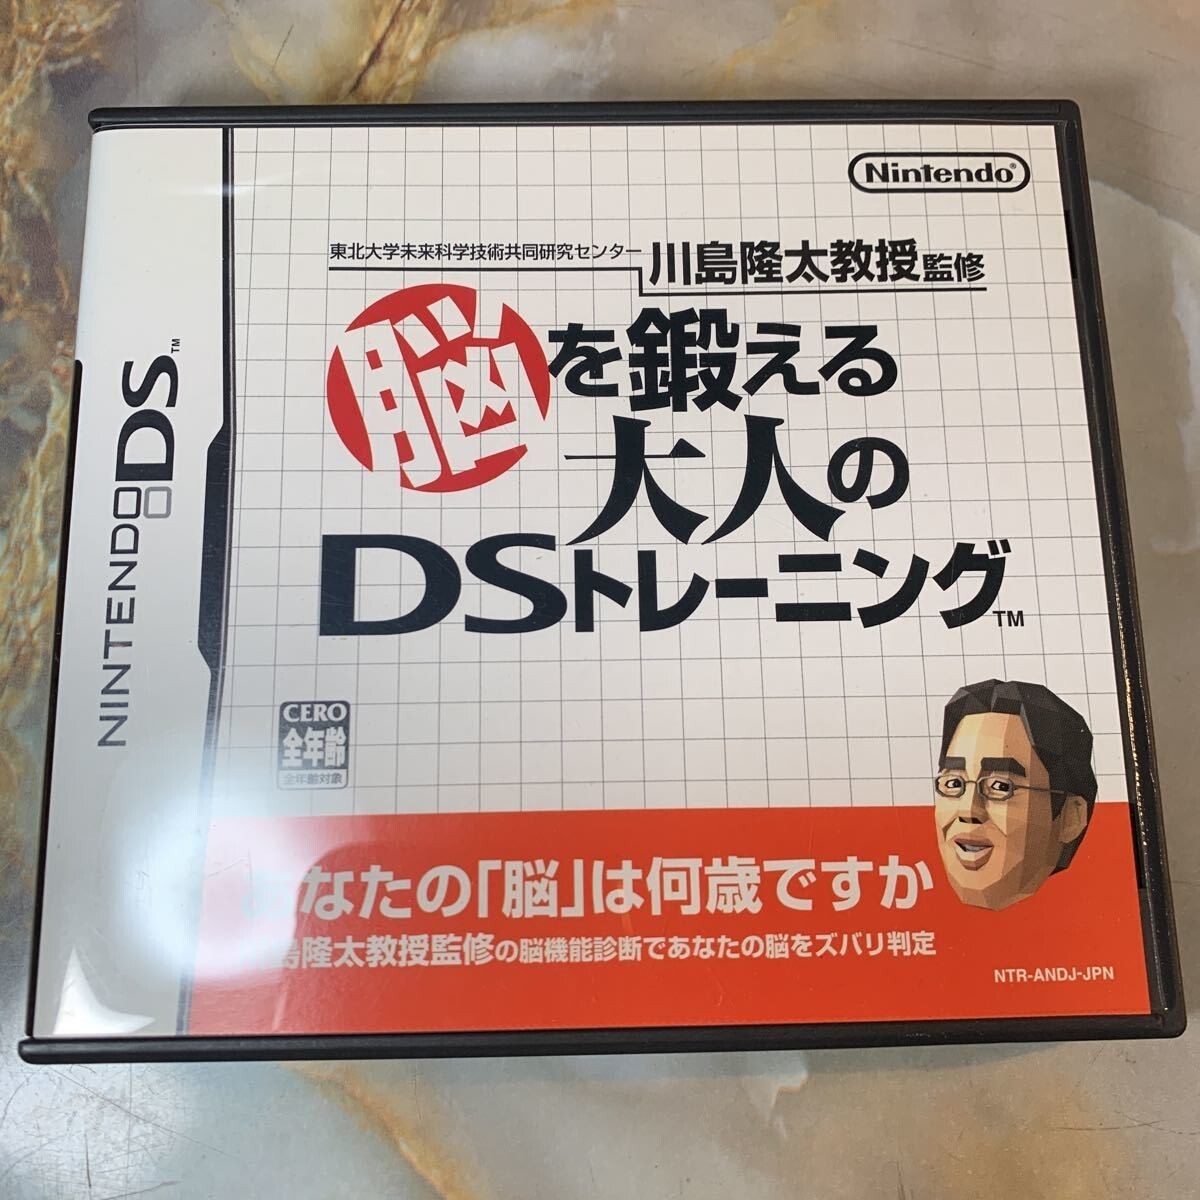 Nintendo®
東北大学未来科学技術共同研究センター
川島隆太教授監修
脳を鍛える
大人の
DSトレーニング™
NINTENDO DS™
CERO
全年齢
全年齢対象
あなたの「脳」は何歳ですか
川島隆太教授監修の脳機能診断であなたの脳をズバリ判定
NTR-ANDJ-JPN